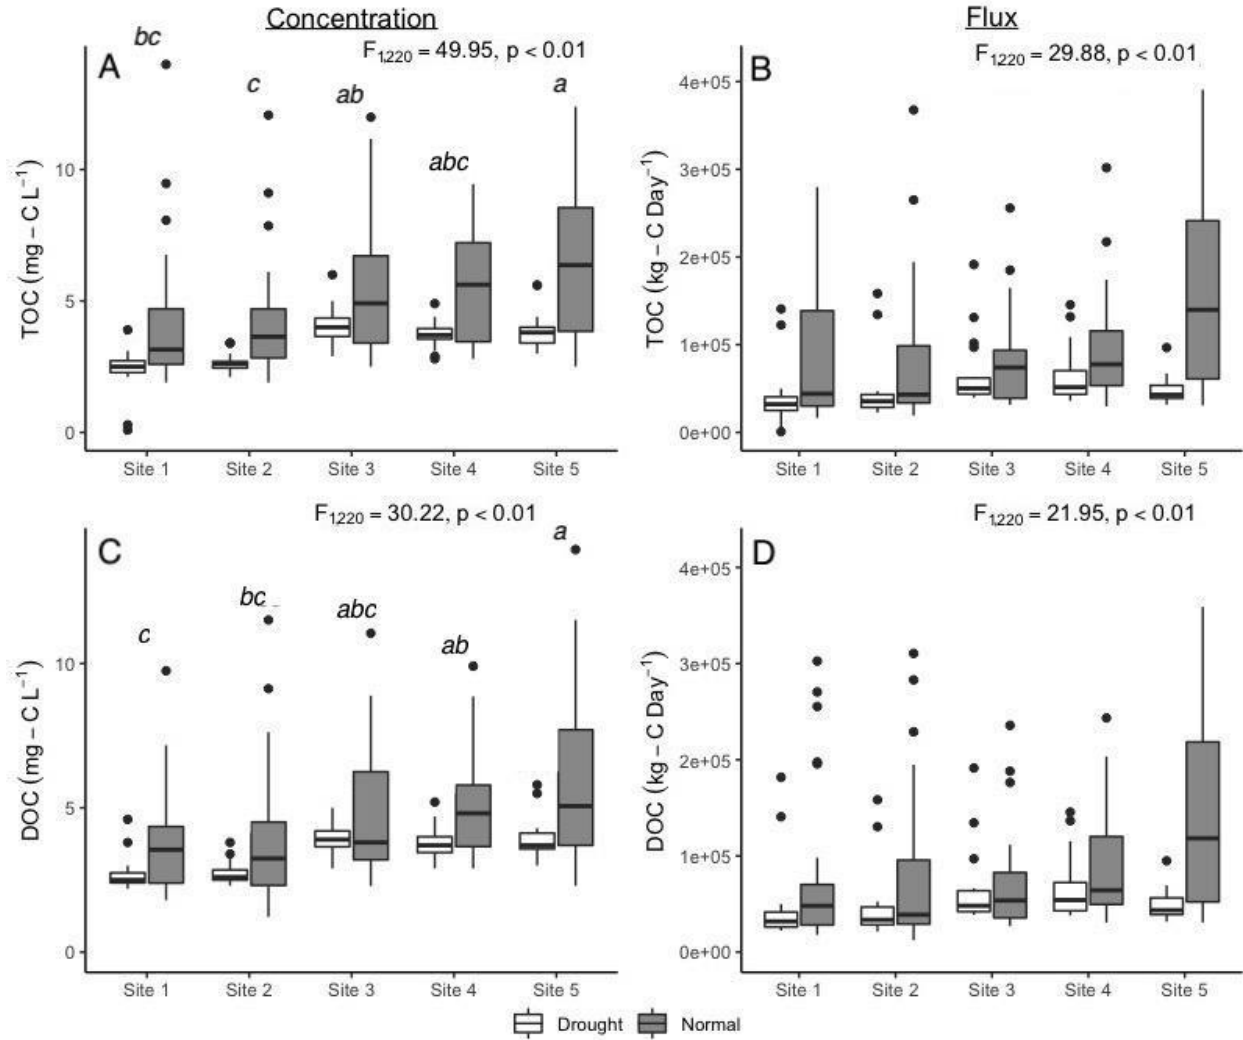 Concentration
Flux
A
F1,220 = 49.95, p < 0.01
bc
c
ab
abc
a
TOC (mg − C L−1)
10
5
0
Site 1 Site 2 Site 3 Site 4 Site 5
B
F1,220 = 29.88, p < 0.01
TOC (kg − C Day−1)
4e+05
3e+05
2e+05
1e+05
0e+00
Site 1 Site 2 Site 3 Site 4 Site 5
C
F1,220 = 30.22, p < 0.01
c
bc
abc
ab
a
DOC (mg − C L−1)
10
5
0
Site 1 Site 2 Site 3 Site 4 Site 5
D
F1,220 = 21.95, p < 0.01
DOC (kg − C Day−1)
4e+05
3e+05
2e+05
1e+05
0e+00
Site 1 Site 2 Site 3 Site 4 Site 5
Drought Normal